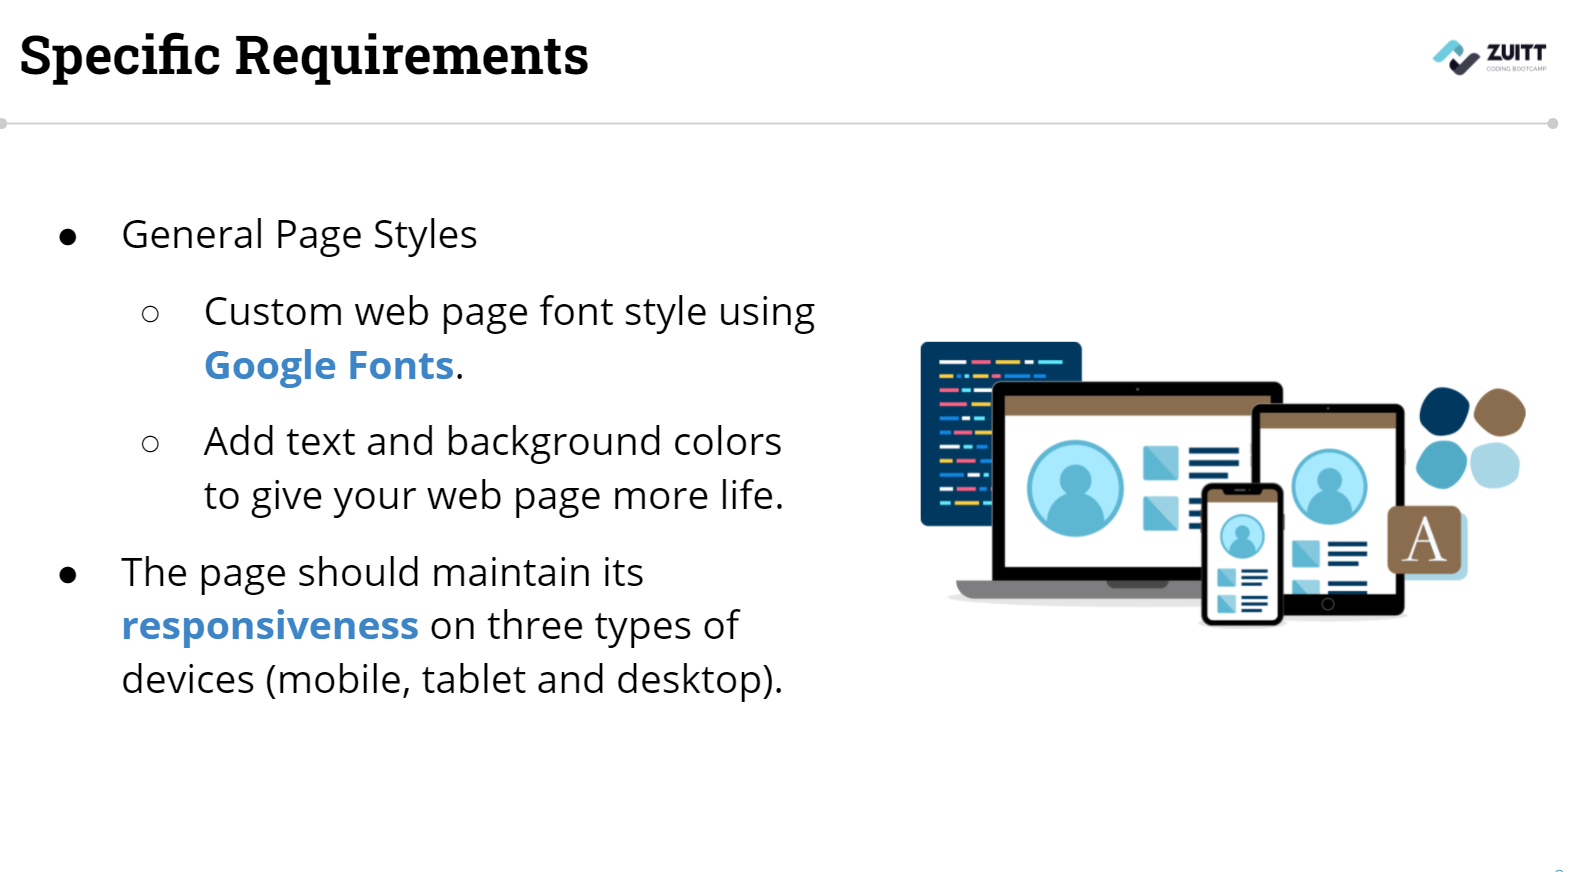 Specific Requirements
ZUITT
CODING BOOTCAMP
● General Page Styles
○ Custom web page font style using
Google Fonts.
○ Add text and background colors
to give your web page more life.
● The page should maintain its
responsiveness on three types of
devices (mobile, tablet and desktop).
A